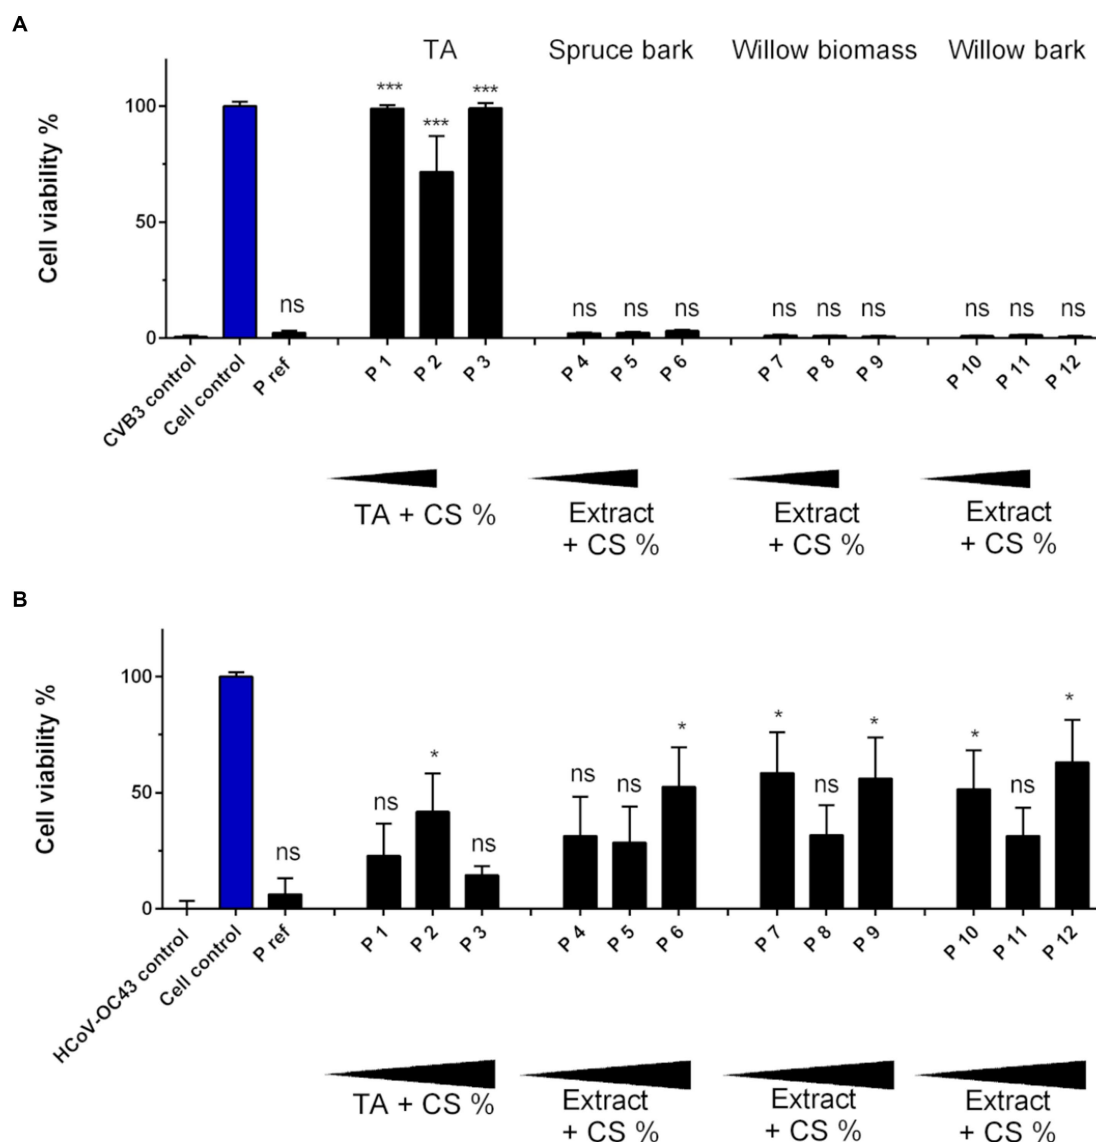 A
TA Spruce bark Willow biomass Willow bark
*** *** ***
100
50
0
Cell viability %
ns ns ns ns ns ns ns ns ns ns
CVB3 control Cell control P ref P 1 P 2 P 3 P 4 P 5 P 6 P 7 P 8 P 9 P 10 P 11 P 12
TA + CS % Extract Extract Extract
+ CS % + CS % + CS %
B
100
50
0
Cell viability %
ns ns * ns ns ns * * ns * * ns *
HCoV-OC43 control Cell control P ref P 1 P 2 P 3 P 4 P 5 P 6 P 7 P 8 P 9 P 10 P 11 P 12
TA + CS % Extract Extract Extract
+ CS % + CS % + CS %